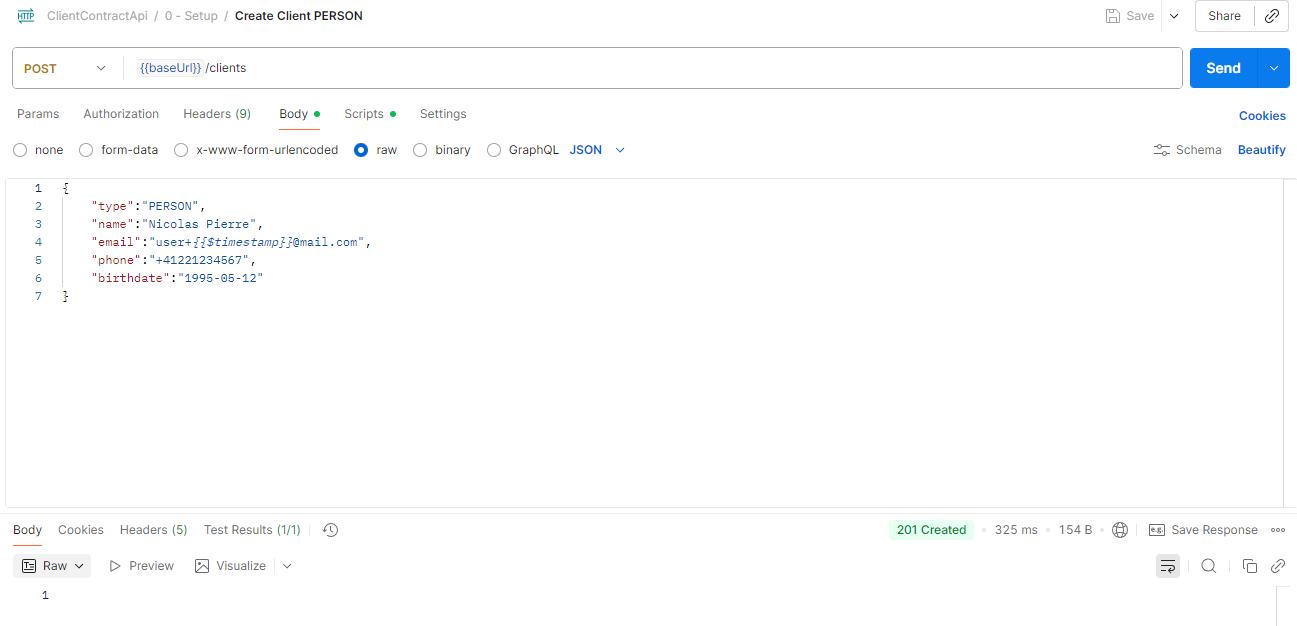 HTTP ClientContractApi / 0 - Setup / Create Client PERSON Save Share
POST {{baseUrl}}/clients Send
Params Authorization Headers (9) Body Scripts Settings Cookies
none form-data x-www-form-urlencoded raw binary GraphQL JSON Schema Beautify
1 {
2 "type":"PERSON",
3 "name":"Nicolas Pierre",
4 "email":"user+{{$timestamp}}@mail.com",
5 "phone":"+41221234567",
6 "birthdate":"1995-05-12"
7 }
Body Cookies Headers (5) Test Results (1/1) 201 Created 325 ms 154 B e.g. Save Response
Raw Preview Visualize
1